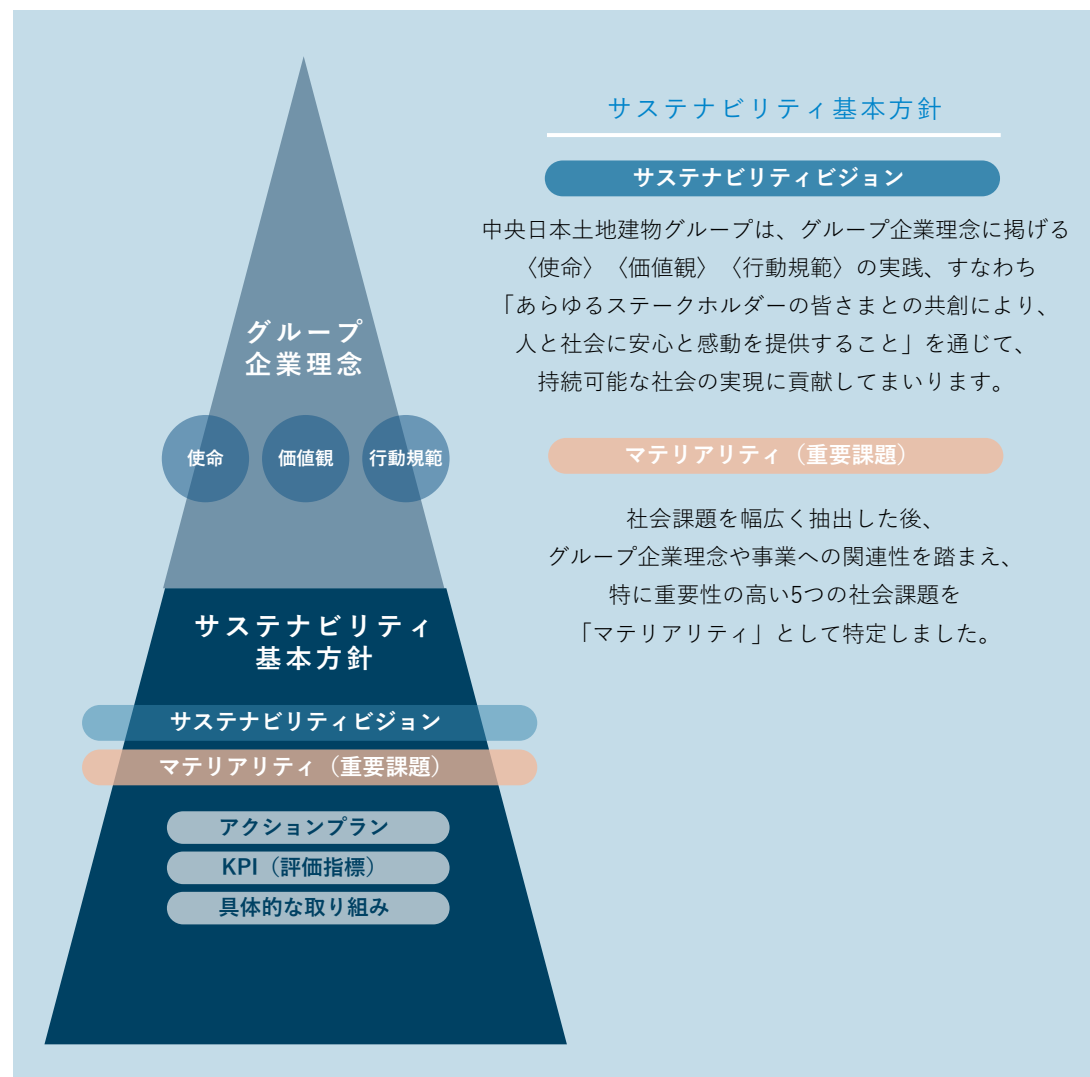 グループ
企業理念
使命
価値観
行動規範
サステナビリティ
基本方針
サステナビリティビジョン
マテリアリティ（重要課題）
アクションプラン
KPI（評価指標）
具体的な取り組み
サステナビリティ基本方針
サステナビリティビジョン
中央日本土地建物グループは、グループ企業理念に掲げる
〈使命〉〈価値観〉〈行動規範〉の実践、すなわち
「あらゆるステークホルダーの皆さまとの共創により、
人と社会に安心と感動を提供すること」を通じて、
持続可能な社会の実現に貢献してまいります。
マテリアリティ（重要課題）
社会課題を幅広く抽出した後、
グループ企業理念や事業への関連性を踏まえ、
特に重要性の高い5つの社会課題を
「マテリアリティ」として特定しました。